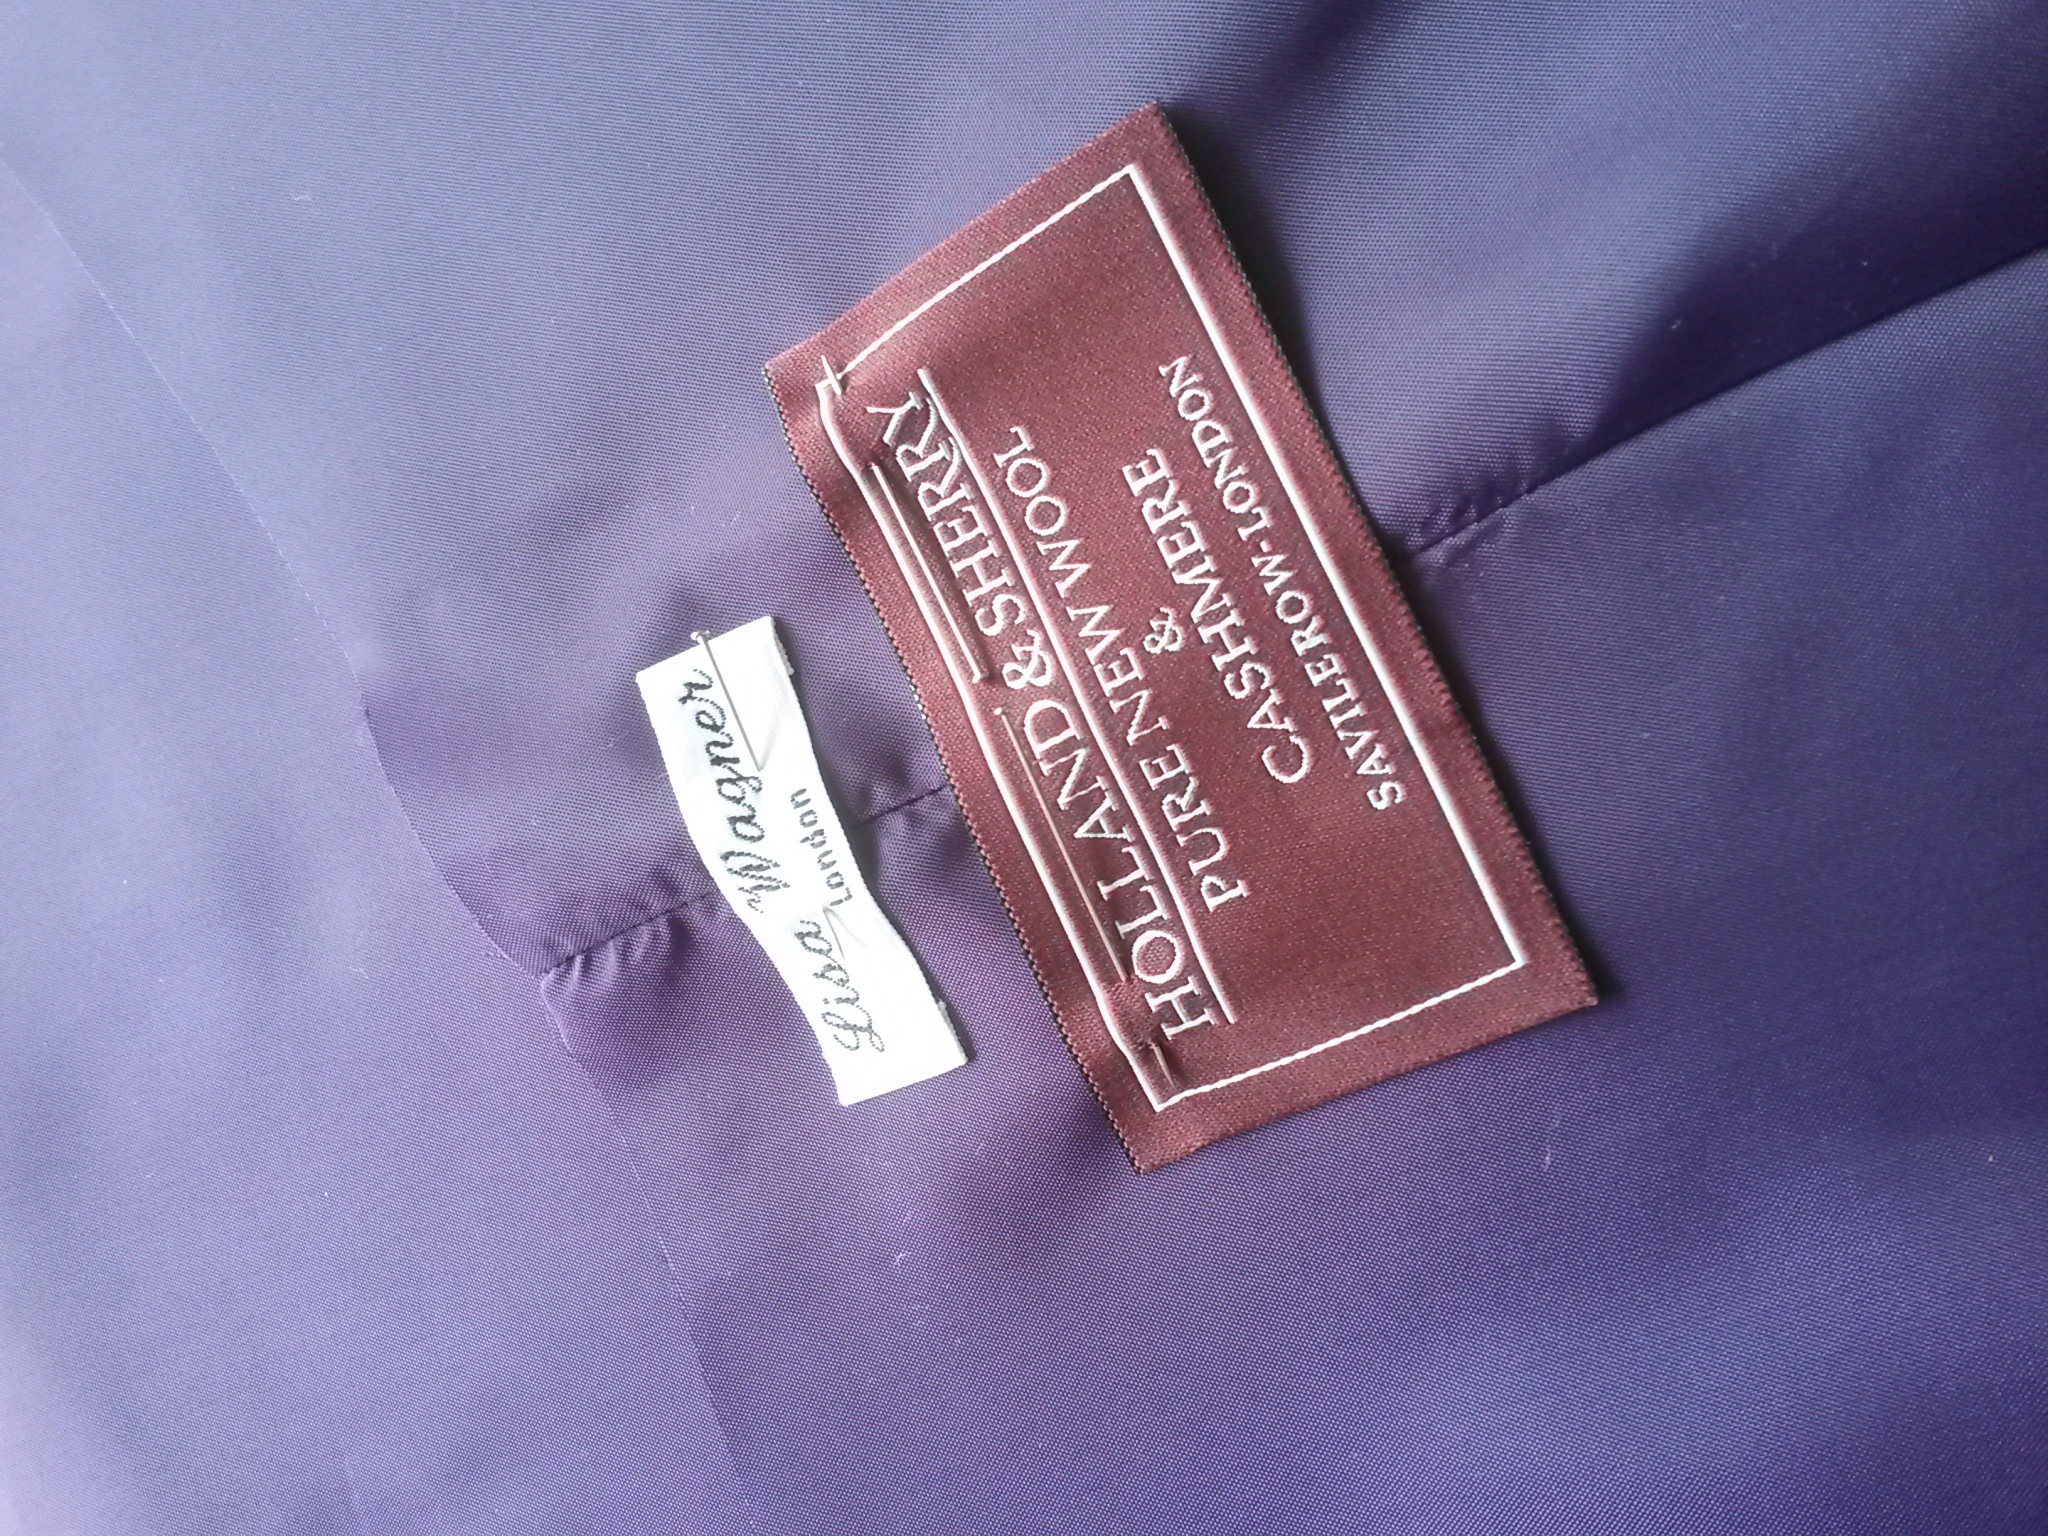 Lisa Wagner
London
HOLLAND & SHERRY
PURE NEW WOOL
&
CASHMERE
SAVILE ROW - LONDON